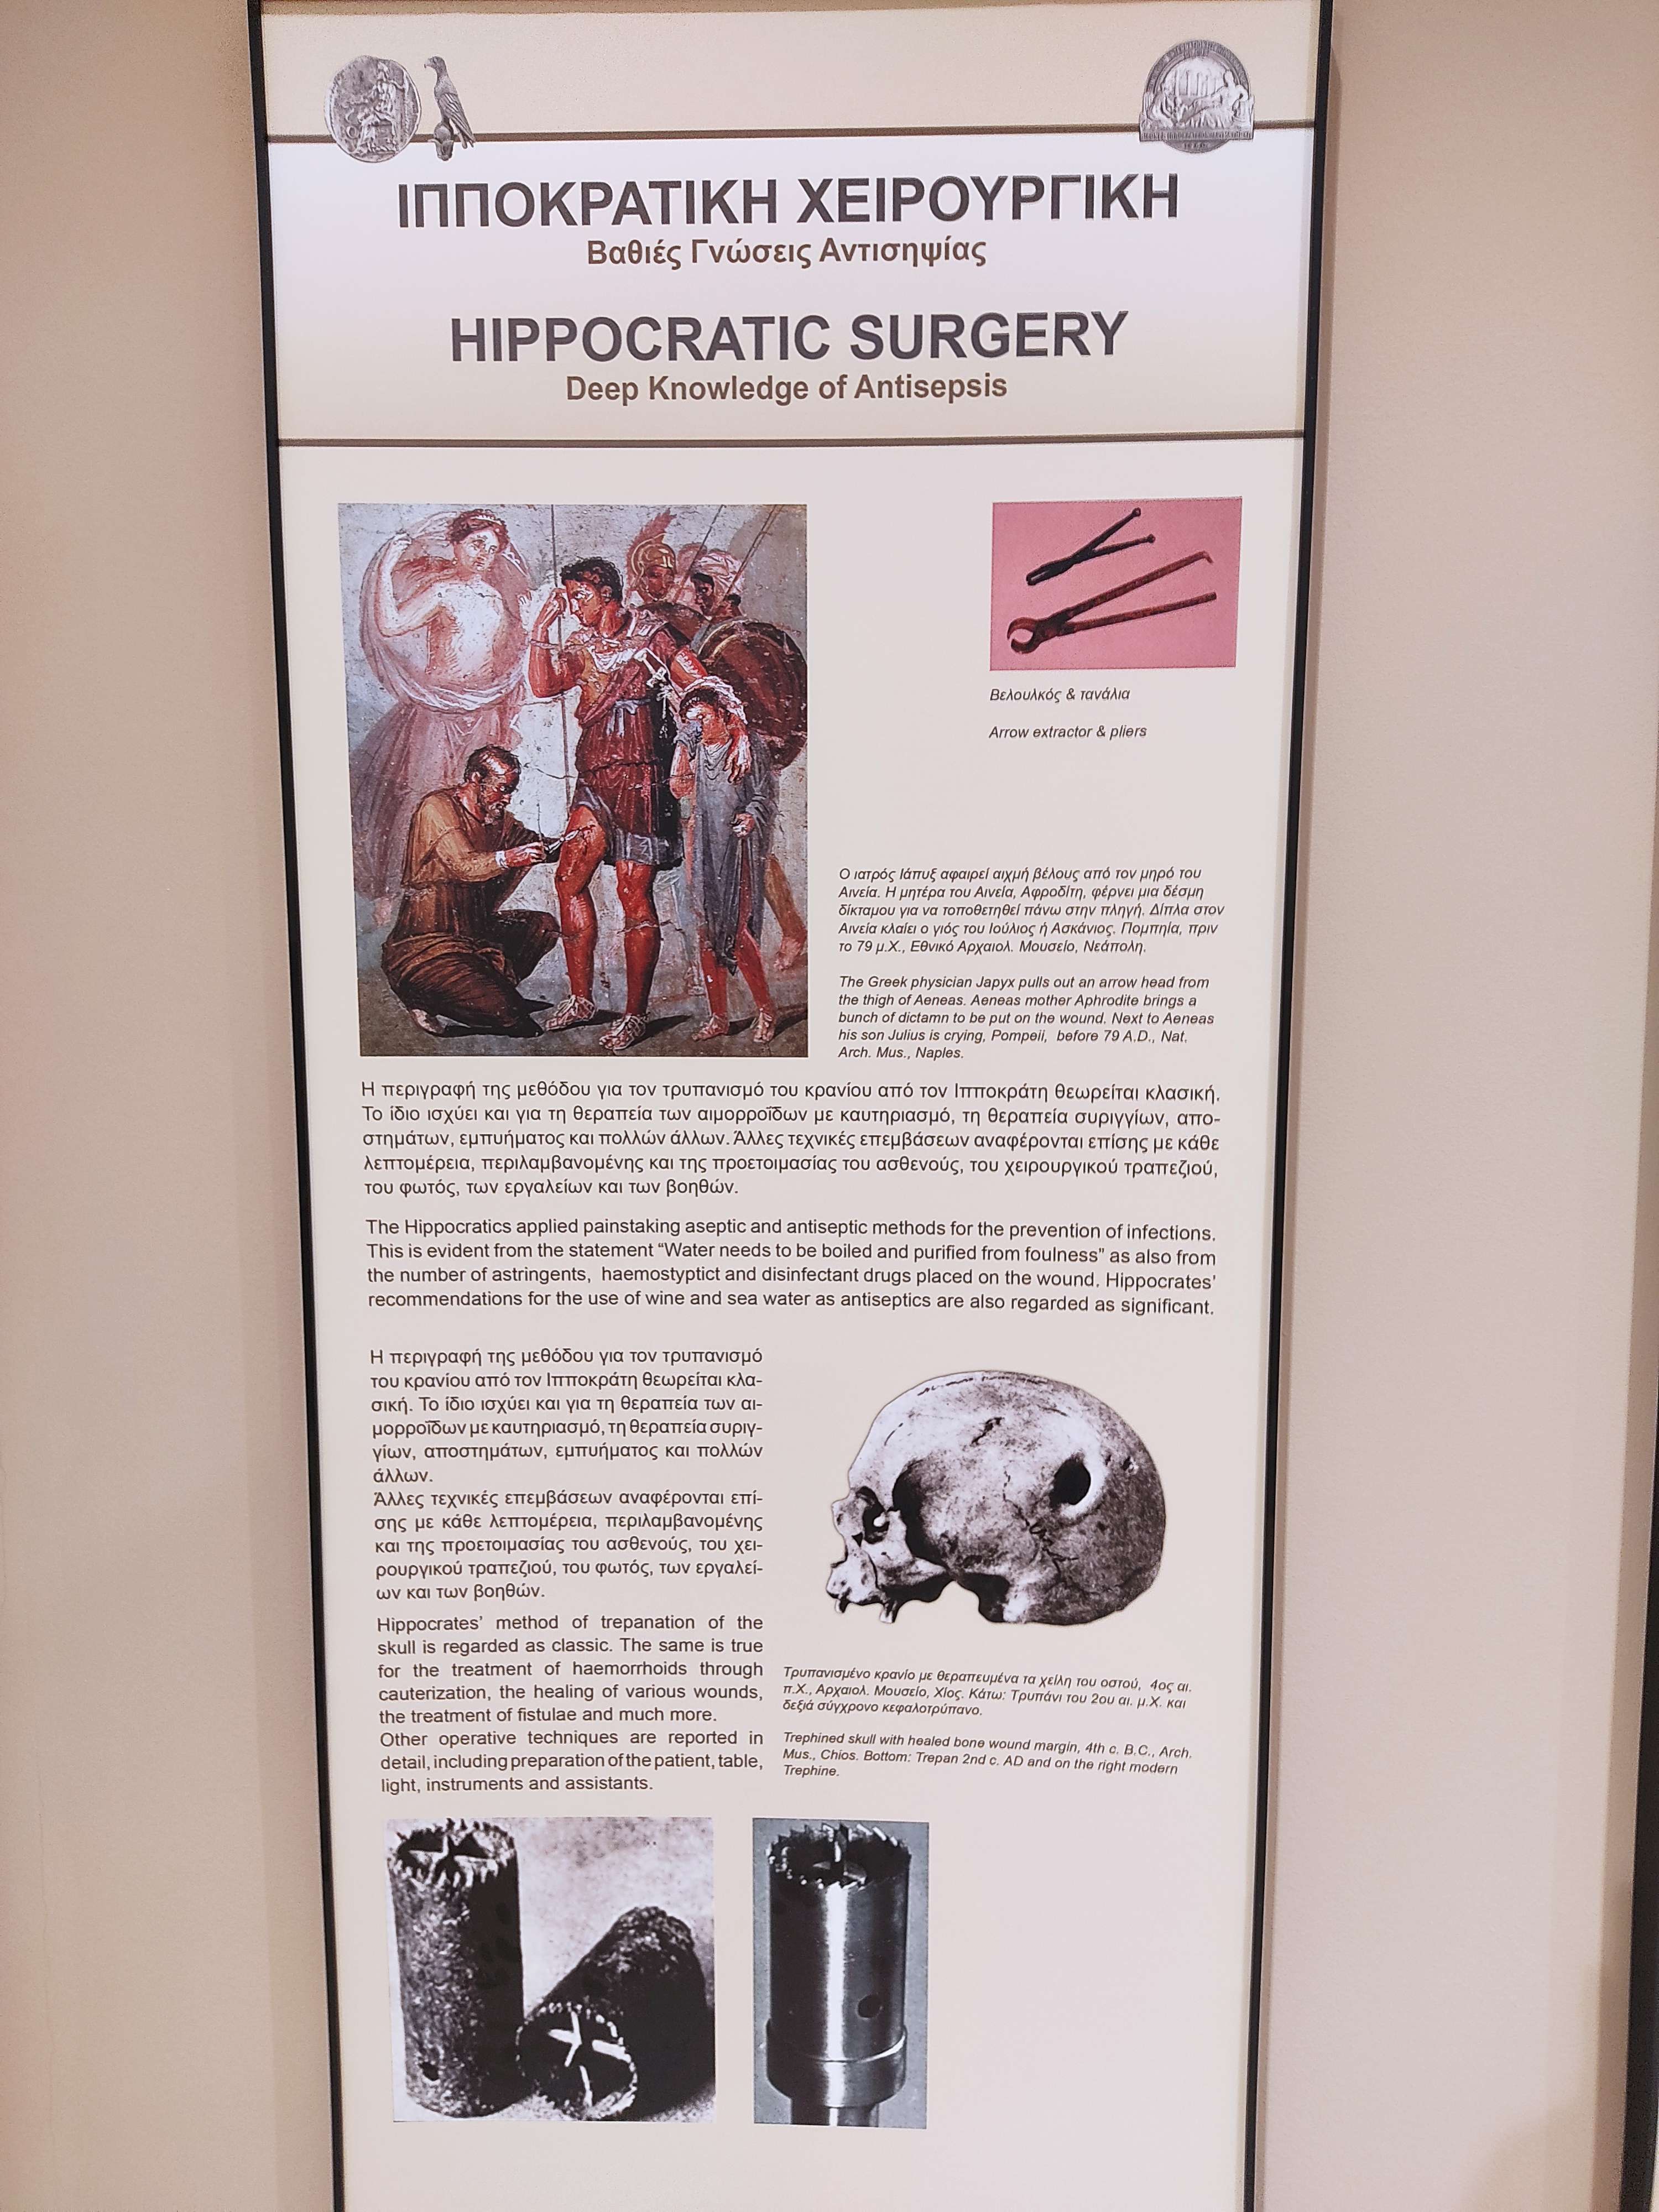 ΙΠΠΟΚΡΑΤΙΚΗ ΧΕΙΡΟΥΡΓΙΚΗ
Βαθιές Γνώσεις Αντισηψίας
HIPPOCRATIC SURGERY
Deep Knowledge of Antisepsis
Βελουλκός & τανάλια
Arrow extractor & pliers
Ο ιατρός Ιάπυξ αφαιρεί αιχμή βέλους από τον μηρό του
Αινεία. Η μητέρα του Αινεία, Αφροδίτη, φέρνει μια δέσμη
δίκταμου για να τοποθετηθεί πάνω στην πληγή. Δίπλα στον
Αινεία κλαίει ο γιός του Ιούλιος ή Ασκάνιος. Πομπηία, πριν
το 79 μ.Χ., Εθνικό Αρχαιολ. Μουσείο, Νεάπολη.
The Greek physician Japyx pulls out an arrow head from
the thigh of Aeneas. Aeneas mother Aphrodite brings a
bunch of dictamn to be put on the wound. Next to Aeneas
his son Julius is crying, Pompeii, before 79 A.D., Nat.
Arch. Mus., Naples.
Η περιγραφή της μεθόδου για τον τρυπανισμό του κρανίου από τον Ιπποκράτη θεωρείται κλασική.
Το ίδιο ισχύει και για τη θεραπεία των αιμορροΐδων με καυτηριασμό, τη θεραπεία συριγγίων, απο-
στημάτων, εμπυήματος και πολλών άλλων. Άλλες τεχνικές επεμβάσεων αναφέρονται επίσης με κάθε
λεπτομέρεια, περιλαμβανομένης και της προετοιμασίας του ασθενούς, του χειρουργικού τραπεζιού,
του φωτός, των εργαλείων και των βοηθών.
The Hippocratics applied painstaking aseptic and antiseptic methods for the prevention of infections.
This is evident from the statement “Water needs to be boiled and purified from foulness” as also from
the number of astringents, haemostyptict and disinfectant drugs placed on the wound. Hippocrates’
recommendations for the use of wine and sea water as antiseptics are also regarded as significant.
Η περιγραφή της μεθόδου για τον τρυπανισμό
του κρανίου από τον Ιπποκράτη θεωρείται κλα-
σική. Το ίδιο ισχύει και για τη θεραπεία των αι-
μορροΐδων με καυτηριασμό, τη θεραπεία συριγ-
γίων, αποστημάτων, εμπυήματος και πολλών
άλλων.
Άλλες τεχνικές επεμβάσεων αναφέρονται επί-
σης με κάθε λεπτομέρεια, περιλαμβανομένης
και της προετοιμασίας του ασθενούς, του χει-
ρουργικού τραπεζιού, του φωτός, των εργαλεί-
ων και των βοηθών.
Hippocrates’ method of trepanation of the
skull is regarded as classic. The same is true
for the treatment of haemorrhoids through
cauterization, the healing of various wounds,
the treatment of fistulae and much more.
Other operative techniques are reported in
detail, including preparation of the patient, table,
light, instruments and assistants.
Τρυπανισμένο κρανίο με θεραπευμένα τα χείλη του οστού, 4ος αι.
π.Χ., Αρχαιολ. Μουσείο, Χίος. Κάτω: Τρυπάνι του 2ου αι. μ.Χ. και
δεξιά σύγχρονο κεφαλοτρύπανο.
Trephined skull with healed bone wound margin, 4th c. B.C., Arch.
Mus., Chios. Bottom: Trepan 2nd c. AD and on the right modern
Trephine.